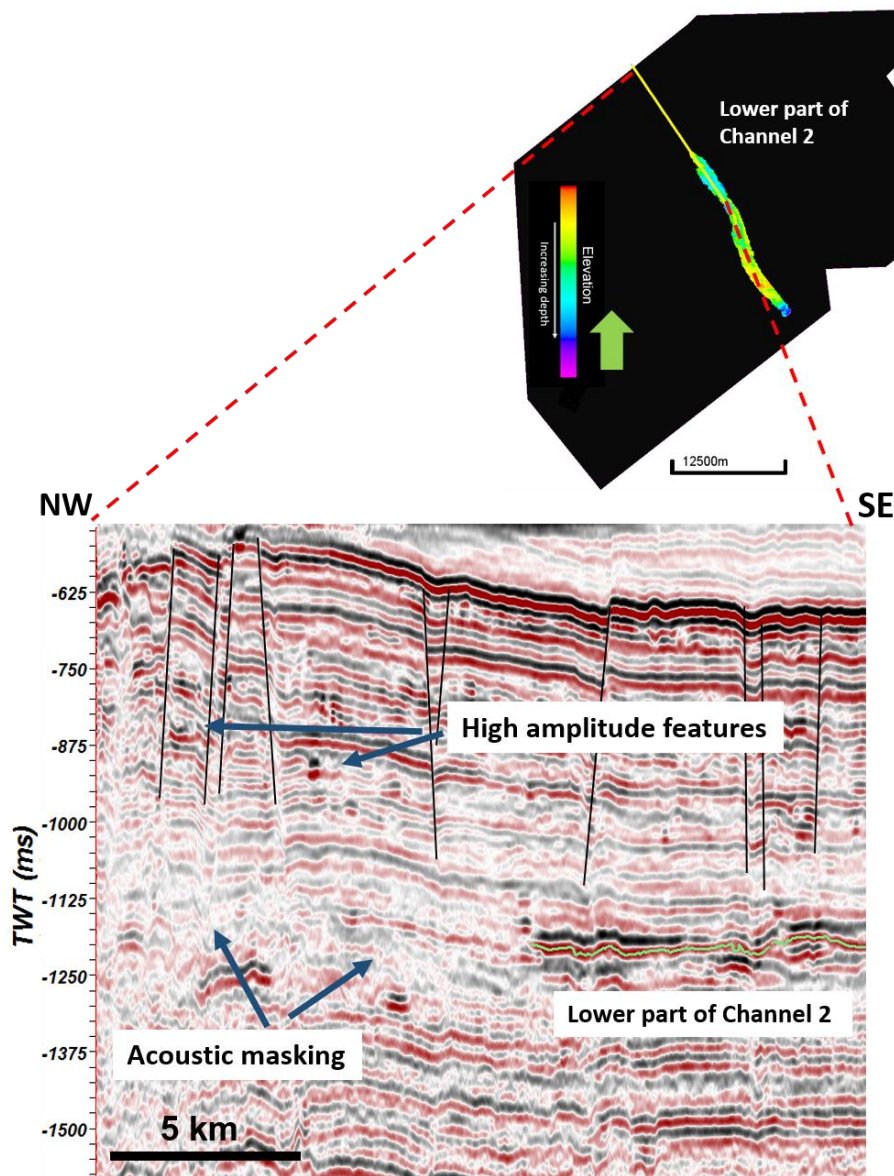 Lower part of
Channel 2
Elevation
Increasing depth
12500m
NW
SE
-625
-750
-875
-1000
-1125
-1250
-1375
-1500
TWT (ms)
High amplitude features
Lower part of Channel 2
Acoustic masking
5 km